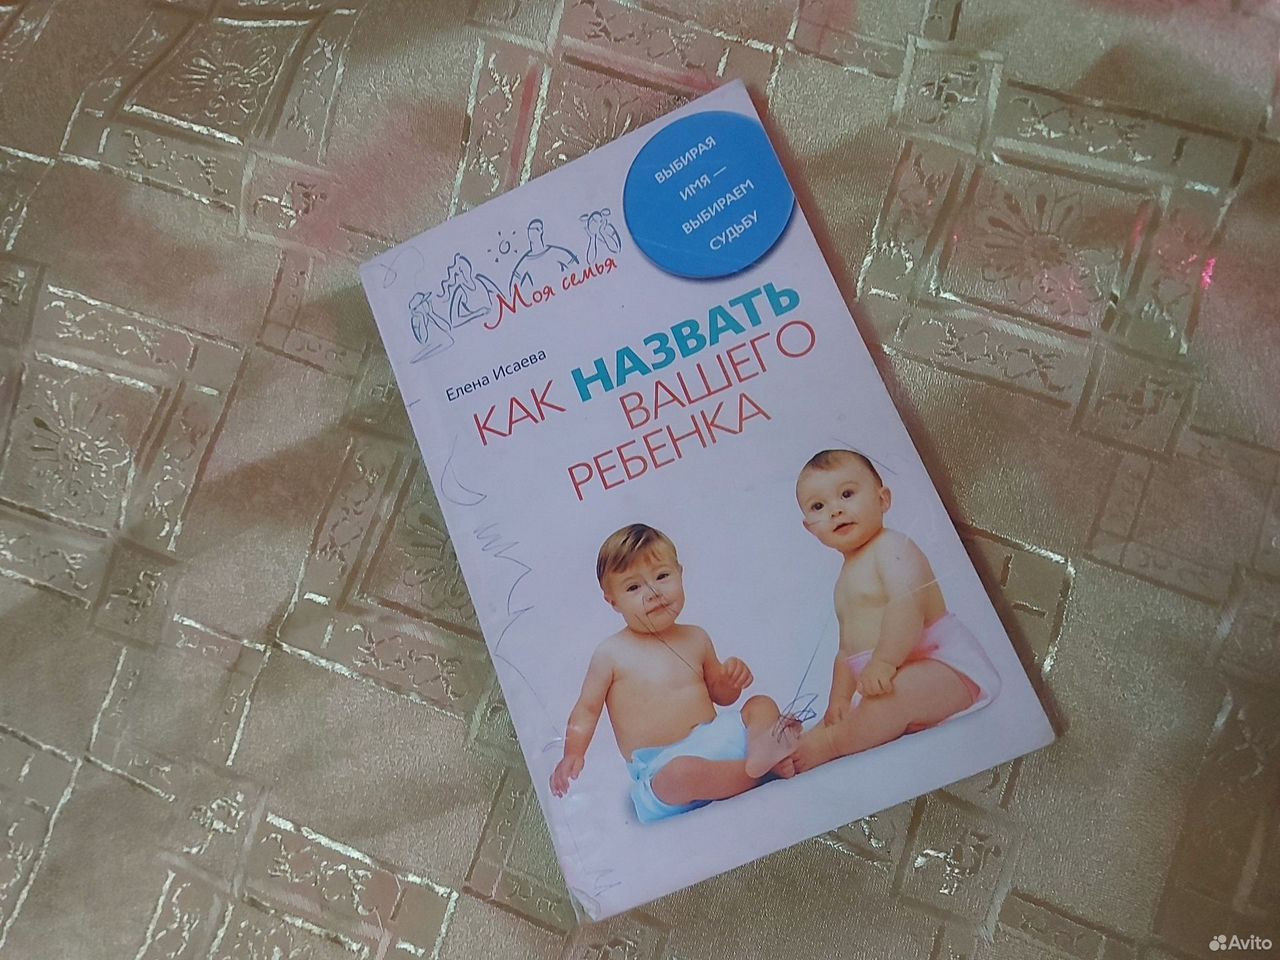 ВЫБИРАЯ
ИМЯ —
ВЫБИРАЕМ
СУДЬБУ
Моя семья
Елена Исаева
КАК НАЗВАТЬ
ВАШЕГО
РЕБЕНКА
Avito